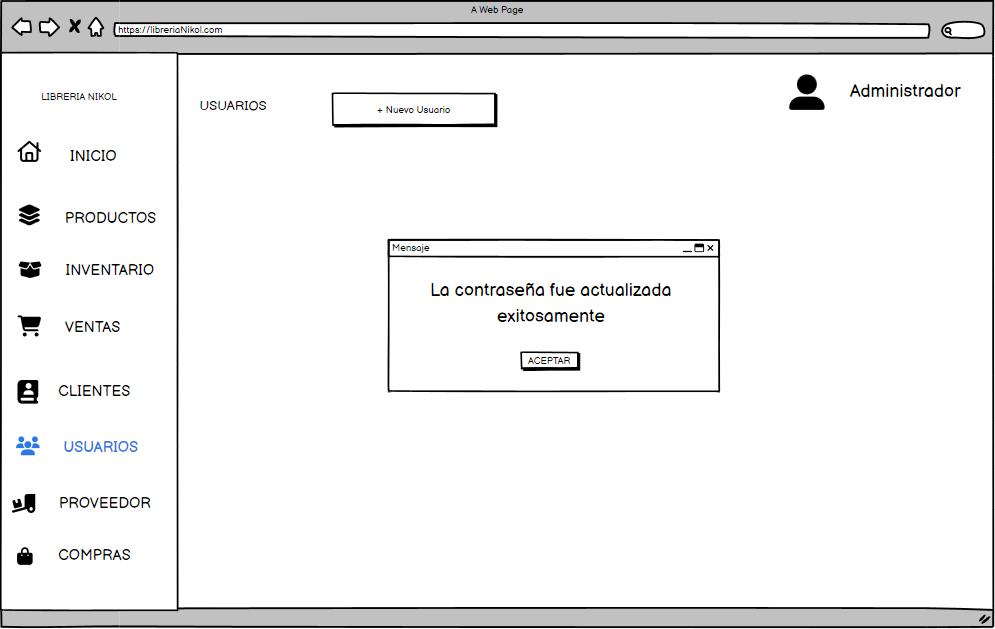 A Web Page
https://libreriaNikol.com
LIBRERIA NIKOL
INICIO
PRODUCTOS
INVENTARIO
VENTAS
CLIENTES
USUARIOS
PROVEEDOR
COMPRAS
USUARIOS
+ Nuevo Usuario
Administrador
Mensaje
La contraseña fue actualizada
exitosamente
ACEPTAR